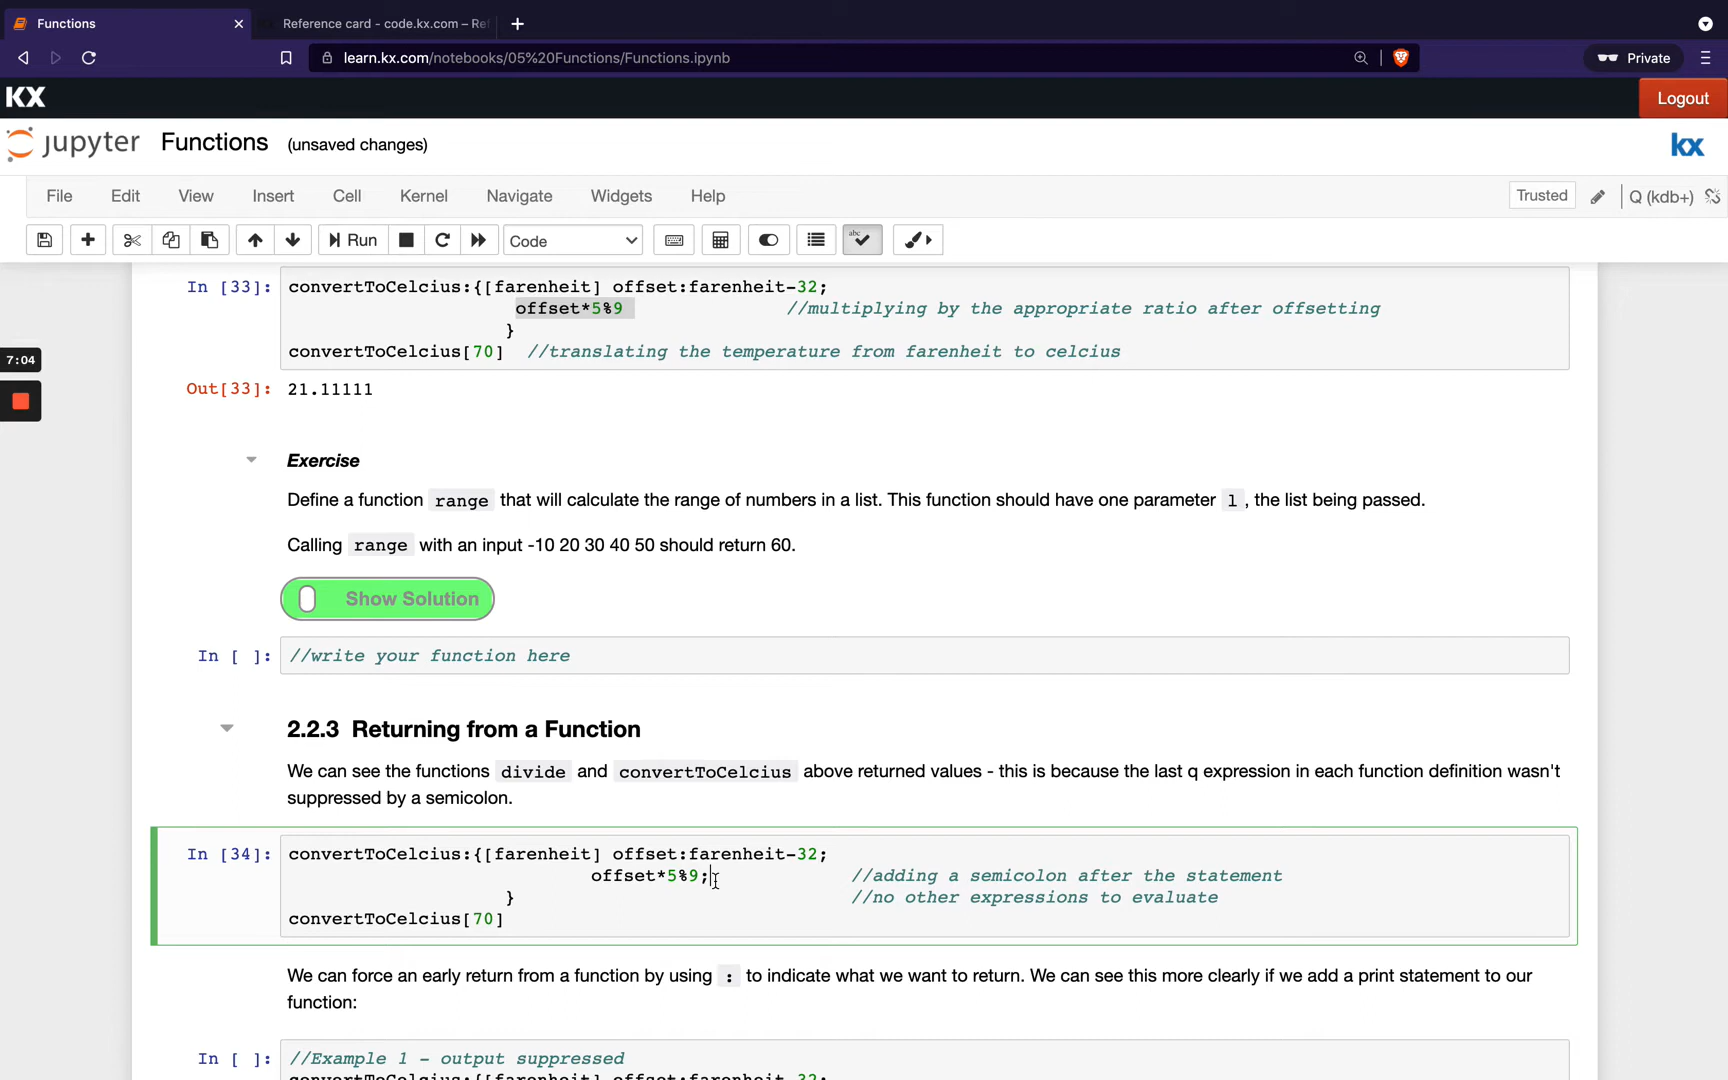 Functions
Reference card - code.kx.com – Re
learn.kx.com/notebooks/05%20Functions/Functions.ipynb
Private
KX
Logout
jupyter Functions (unsaved changes)
kx
File Edit View Insert Cell Kernel Navigate Widgets Help
Trusted
Q (kdb+)
Run
Code
abc
In [33]: convertToCelcius:{[farenheit] offset:farenheit-32;
offset*5%9 //multiplying by the appropriate ratio after offsetting
}
convertToCelcius[70] //translating the temperature from farenheit to celcius
7:04
Out[33]: 21.11111
Exercise
Define a function range that will calculate the range of numbers in a list. This function should have one parameter l , the list being passed.
Calling range with an input -10 20 30 40 50 should return 60.
Show Solution
In [ ]: //write your function here
2.2.3 Returning from a Function
We can see the functions divide and convertToCelcius above returned values - this is because the last q expression in each function definition wasn't
suppressed by a semicolon.
In [34]: convertToCelcius:{[farenheit] offset:farenheit-32;
offset*5%9; //adding a semicolon after the statement
} //no other expressions to evaluate
convertToCelcius[70]
We can force an early return from a function by using : to indicate what we want to return. We can see this more clearly if we add a print statement to our
function:
In [ ]: //Example 1 - output suppressed
convertToCelcius:{[farenheit] offset:farenheit-32;